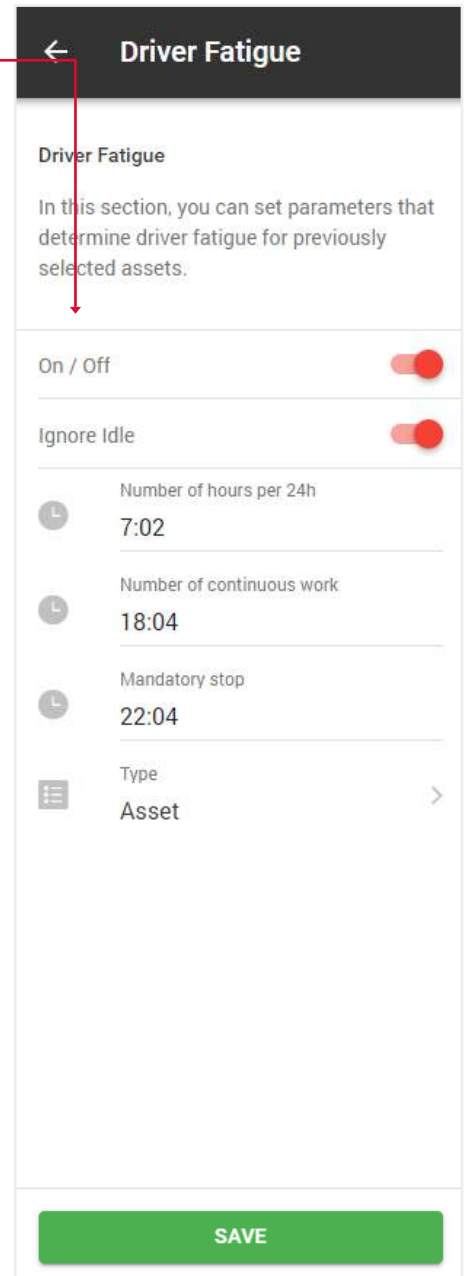 Driver Fatigue
Driver Fatigue
In this section, you can set parameters that
determine driver fatigue for previously
selected assets.
On / Off
Ignore Idle
Number of hours per 24h
7:02
Number of continuous work
18:04
Mandatory stop
22:04
Type
Asset
SAVE